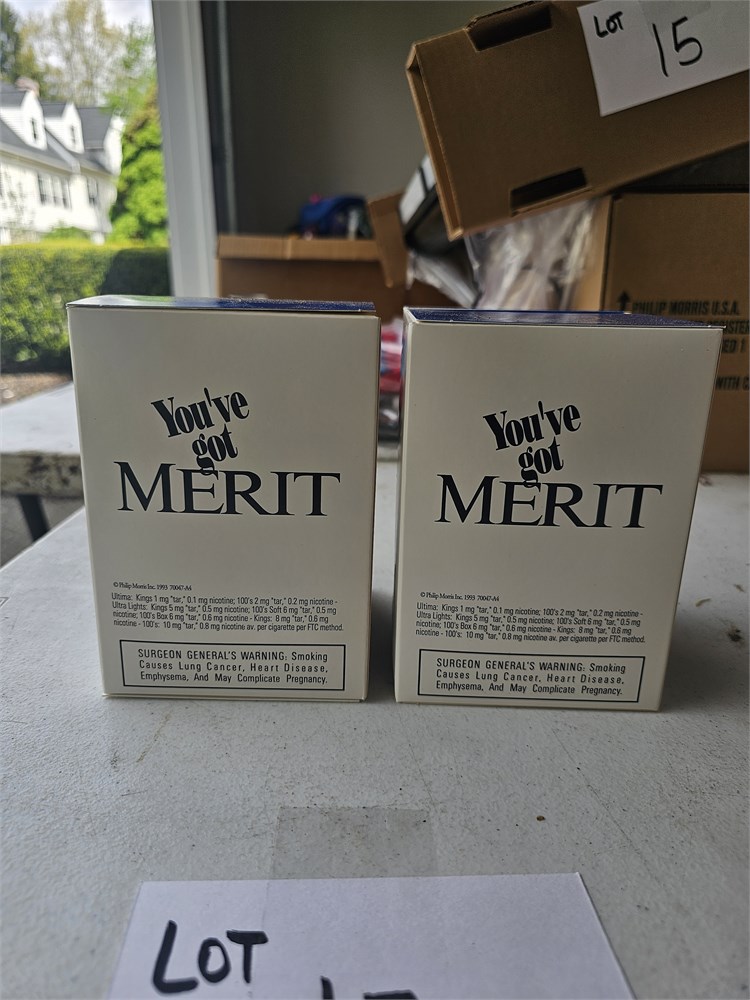 LOT
15
PHILIP MORRIS U.S.A.
WITH C
You've
got
MERIT
© Philip Morris Inc. 1993 70047-A4
Ultima: Kings 1 mg "tar," 0.1 mg nicotine; 100's 2 mg "tar," 0.2 mg nicotine -
Ultra Lights: Kings 5 mg "tar," 0.5 mg nicotine; 100's Soft 6 mg "tar," 0.5 mg
nicotine; 100's Box 6 mg "tar," 0.6 mg nicotine - Kings: 8 mg "tar," 0.6 mg
nicotine - 100's: 10 mg "tar," 0.8 mg nicotine av. per cigarette per FTC method.
SURGEON GENERAL'S WARNING: Smoking
Causes Lung Cancer, Heart Disease,
Emphysema, And May Complicate Pregnancy.
You've
got
MERIT
© Philip Morris Inc. 1993 70047-A4
Ultima: Kings 1 mg "tar," 0.1 mg nicotine; 100's 2 mg "tar," 0.2 mg nicotine -
Ultra Lights: Kings 5 mg "tar," 0.5 mg nicotine; 100's Soft 6 mg "tar," 0.5 mg
nicotine; 100's Box 6 mg "tar," 0.6 mg nicotine - Kings: 8 mg "tar," 0.6 mg
nicotine - 100's: 10 mg "tar," 0.8 mg nicotine av. per cigarette per FTC method.
SURGEON GENERAL'S WARNING: Smoking
Causes Lung Cancer, Heart Disease,
Emphysema, And May Complicate Pregnancy.
LOT